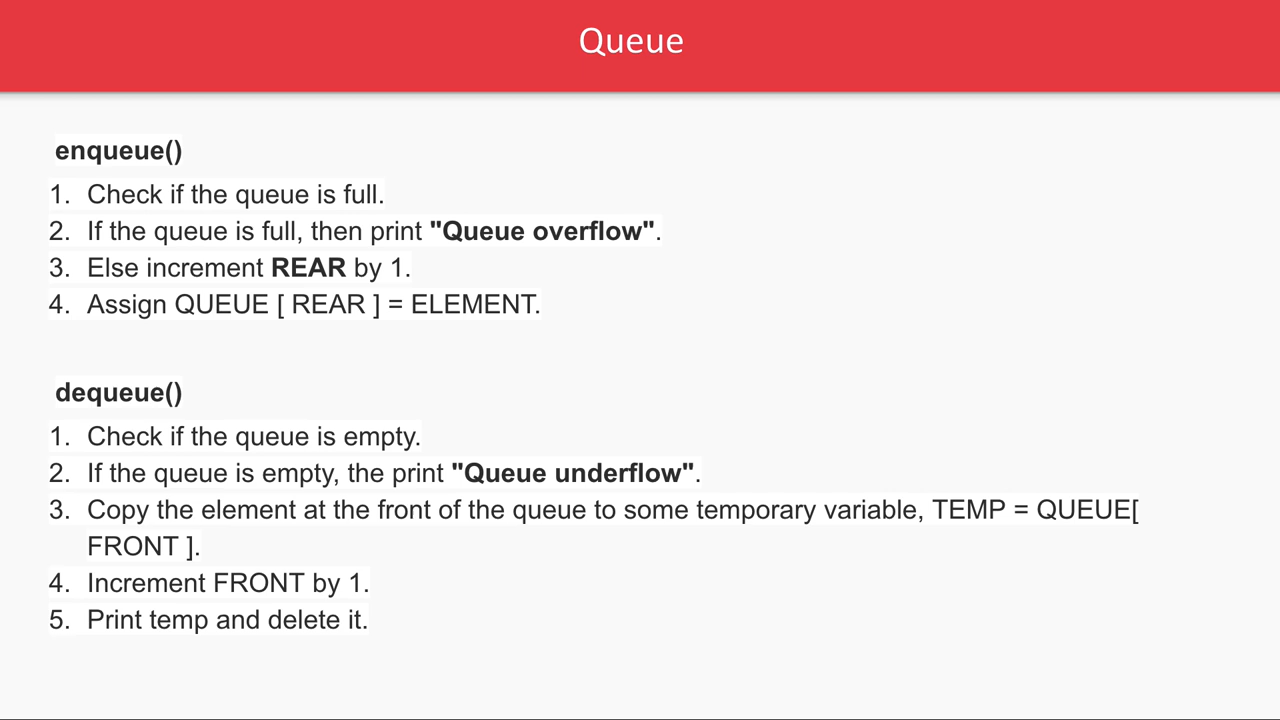 Queue
enqueue()
1. Check if the queue is full.
2. If the queue is full, then print "Queue overflow".
3. Else increment REAR by 1.
4. Assign QUEUE [ REAR ] = ELEMENT.
dequeue()
1. Check if the queue is empty.
2. If the queue is empty, the print "Queue underflow".
3. Copy the element at the front of the queue to some temporary variable, TEMP = QUEUE[
FRONT ].
4. Increment FRONT by 1.
5. Print temp and delete it.